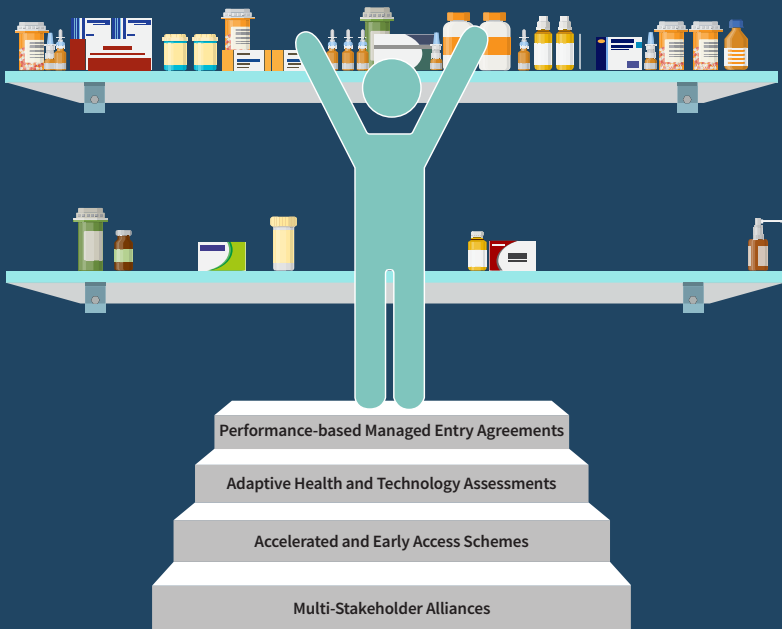 Performance-based Managed Entry Agreements
Adaptive Health and Technology Assessments
Accelerated and Early Access Schemes
Multi-Stakeholder Alliances